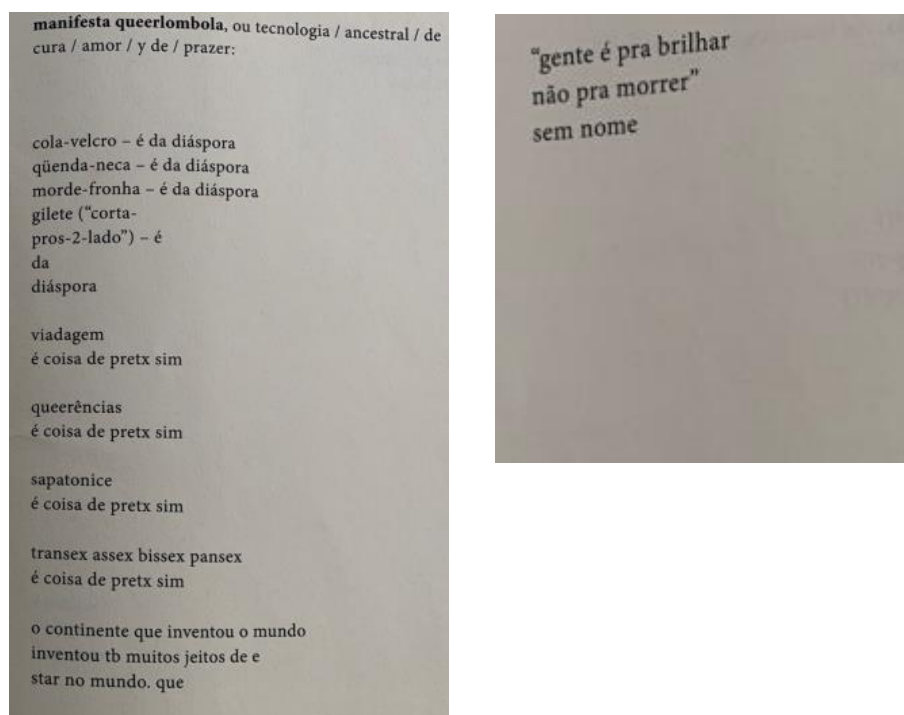 manifesta queerlombola, ou tecnologia / ancestral / de
cura / amor / y de / prazer:
cola-velcro – é da diáspora
qüenda-neca – é da diáspora
morde-fronha – é da diáspora
gilete (“corta-
pros-2-lado”) – é
da
diáspora
viadagem
é coisa de pretx sim
queerências
é coisa de pretx sim
sapatonice
é coisa de pretx sim
transex assex bissex pansex
é coisa de pretx sim
o continente que inventou o mundo
inventou tb muitos jeitos de e
star no mundo. que
“gente é pra brilhar
não pra morrer”
sem nome